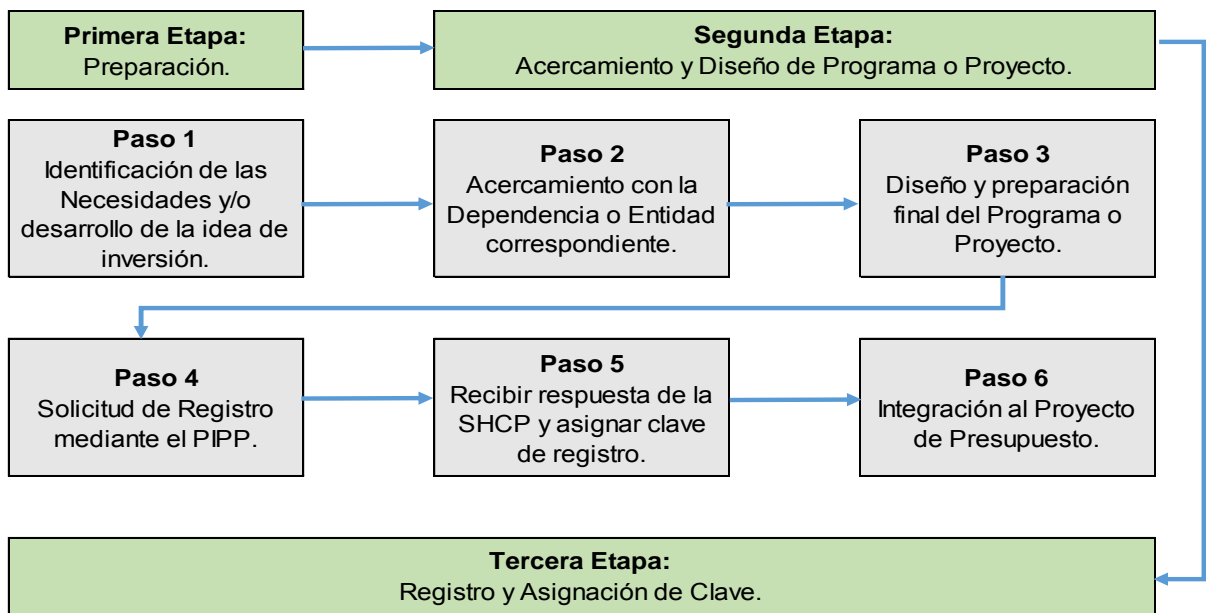 Primera Etapa:
Preparación.
Segunda Etapa:
Acercamiento y Diseño de Programa o Proyecto.
Paso 1
Identificación de las
Necesidades y/o
desarrollo de la idea de
inversión.
Paso 2
Acercamiento con la
Dependencia o Entidad
correspondiente.
Paso 3
Diseño y preparación
final del Programa o
Proyecto.
Paso 4
Solicitud de Registro
mediante el PIPP.
Paso 5
Recibir respuesta de la
SHCP y asignar clave
de registro.
Paso 6
Integración al Proyecto
de Presupuesto.
Tercera Etapa:
Registro y Asignación de Clave.